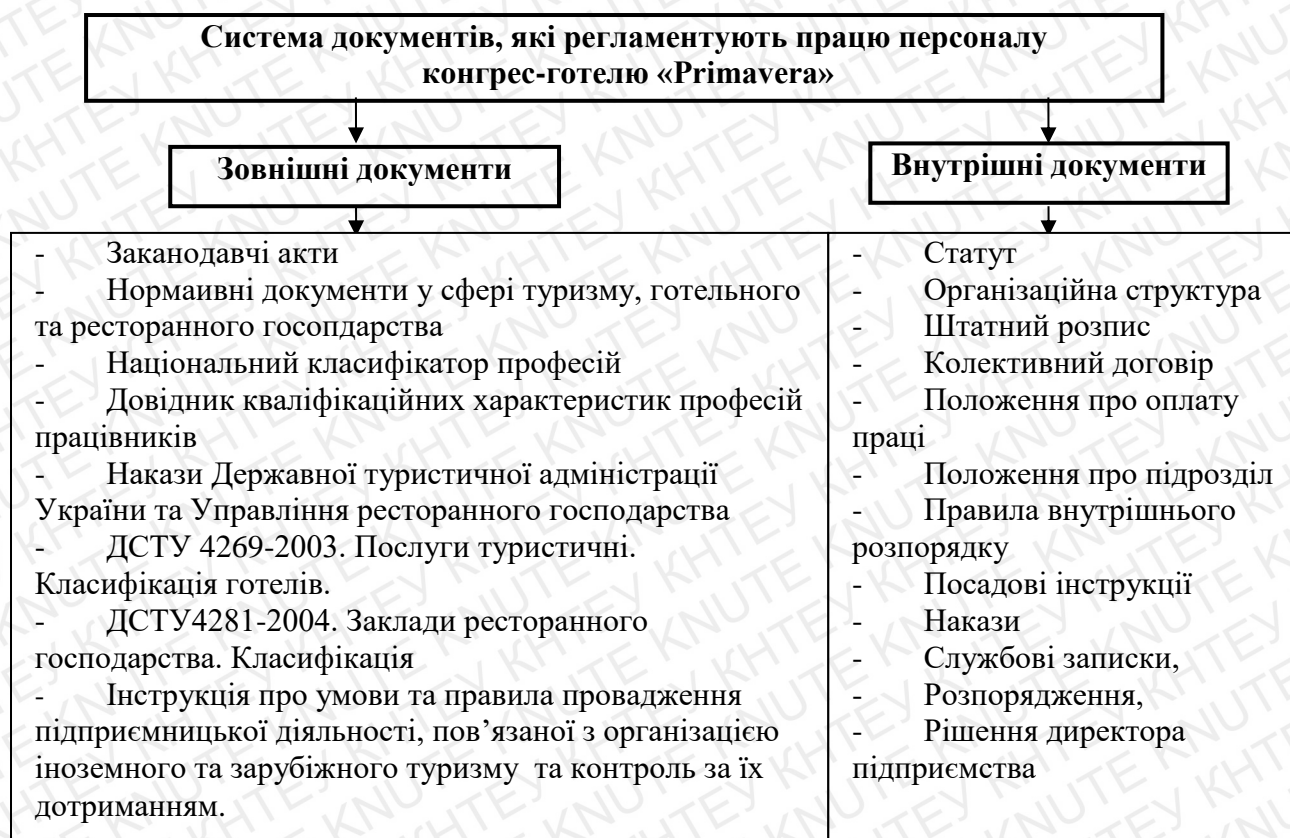 Система документів, які регламентують працю персоналу
конгрес-готелю «Primavera»
Зовнішні документи
Внутрішні документи
- Заканодавчі акти
- Нормаивні документи у сфері туризму, готельного
та ресторанного госопдарства
- Національний класифікатор професій
- Довідник кваліфікаційних характеристик професій
працівників
- Накази Державної туристичної адміністрації
України та Управління ресторанного господарства
- ДСТУ 4269-2003. Послуги туристичні.
Класифікація готелів.
- ДСТУ4281-2004. Заклади ресторанного
господарства. Класифікація
- Інструкція про умови та правила провадження
підприємницької діяльності, пов’язаної з організацією
іноземного та зарубіжного туризму та контроль за їх
дотриманням.
- Статут
- Організаційна структура
- Штатний розпис
- Колективний договір
- Положення про оплату
праці
- Положення про підрозділ
- Правила внутрішнього
розпорядку
- Посадові інструкції
- Накази
- Службові записки,
- Розпорядження,
- Рішення директора
підприємства